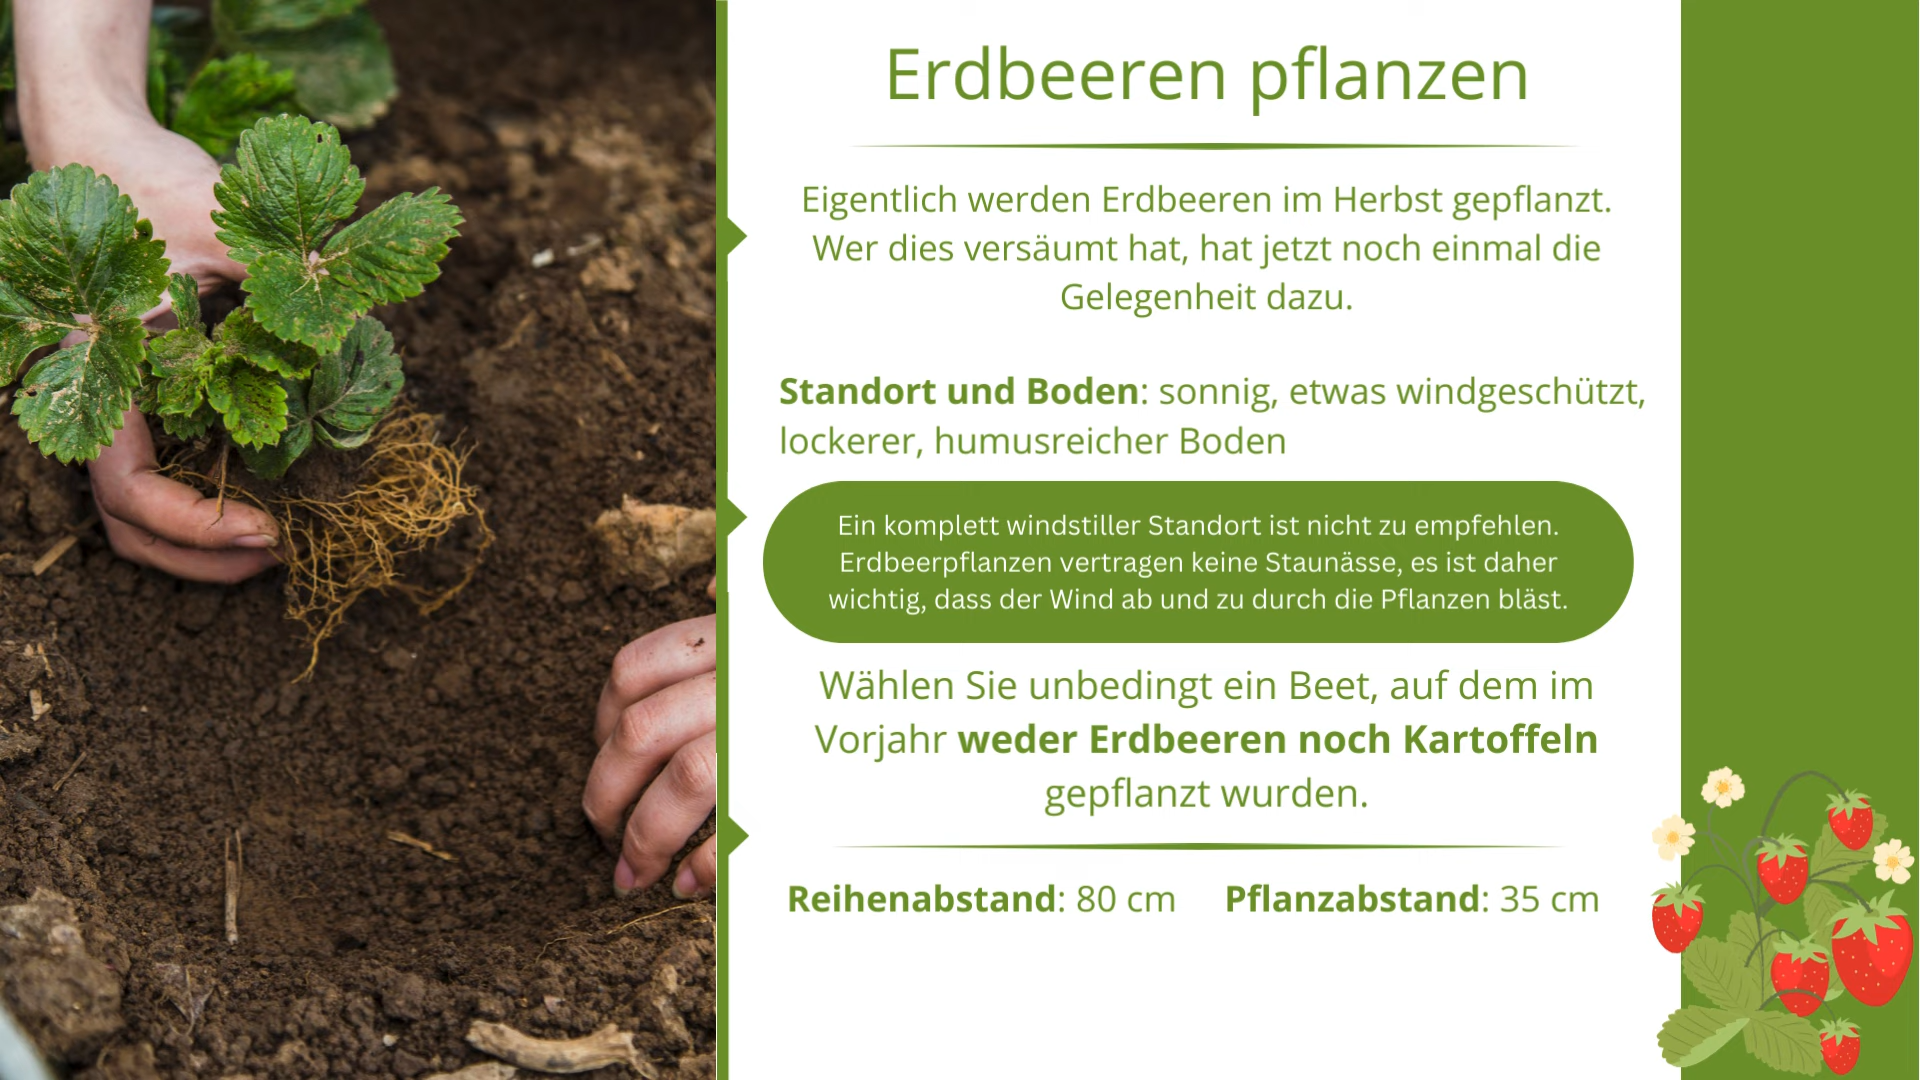 Erdbeeren pflanzen
Eigentlich werden Erdbeeren im Herbst gepflanzt.
Wer dies versäumt hat, hat jetzt noch einmal die
Gelegenheit dazu.
Standort und Boden: sonnig, etwas windgeschützt,
lockerer, humusreicher Boden
Ein komplett windstiller Standort ist nicht zu empfehlen.
Erdbeerpflanzen vertragen keine Staunässe, es ist daher
wichtig, dass der Wind ab und zu durch die Pflanzen bläst.
Wählen Sie unbedingt ein Beet, auf dem im
Vorjahr weder Erdbeeren noch Kartoffeln
gepflanzt wurden.
Reihenabstand: 80 cm Pflanzabstand: 35 cm